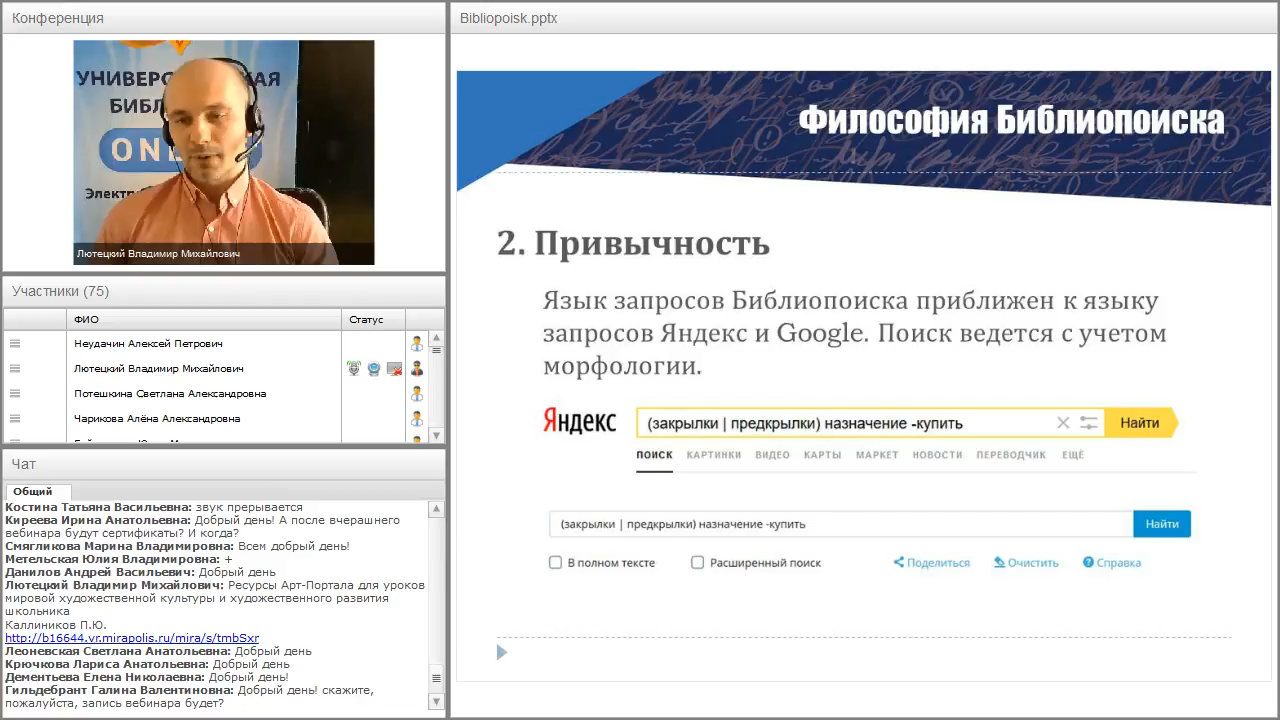 Конференция
УНИВЕРС
КАЯ
БИБЛ
ONL
Электр
Лютецкий Владимир Михайлович
Участники (75)
ФИО
Статус
Неудачин Алексей Петрович
Лютецкий Владимир Михайлович
Потешкина Светлана Александровна
Чарикова Алёна Александровна
Чат
Общий
Костина Татьяна Васильевна: звук прерывается
Киреева Ирина Анатольевна: Добрый день! А после вчерашнего
вебинара будут сертификаты? И когда?
Смягликова Марина Владимировна: Всем добрый день!
Метельская Юлия Владимировна: +
Данилов Андрей Васильевич: Добрый день
Лютецкий Владимир Михайлович: Ресурсы Арт-Портала для уроков
мировой художественной культуры и художественного развития
школьника
Каллиников П.Ю.
http://b16644.vr.mirapolis.ru/mira/s/tmbSxr
Леоневская Светлана Анатольевна: Добрый день
Крючкова Лариса Анатольевна: Добрый день
Дементьева Елена Николаевна: Добрый день!
Гильдебрант Галина Валентиновна: Добрый день! скажите,
пожалуйста, запись вебинара будет?
Bibliopoisk.pptx
Философия Библиопоиска
2. Привычность
Язык запросов Библиопоиска приближен к языку
запросов Яндекс и Google. Поиск ведется с учетом
морфологии.
Яндекс
(закрылки | предкрылки) назначение -купить
Найти
ПОИСК КАРТИНКИ ВИДЕО КАРТЫ МАРКЕТ НОВОСТИ ПЕРЕВОДЧИК ЕЩЁ
(закрылки | предкрылки) назначение -купить
Найти
В полном тексте Расширенный поиск Поделиться Очистить Справка